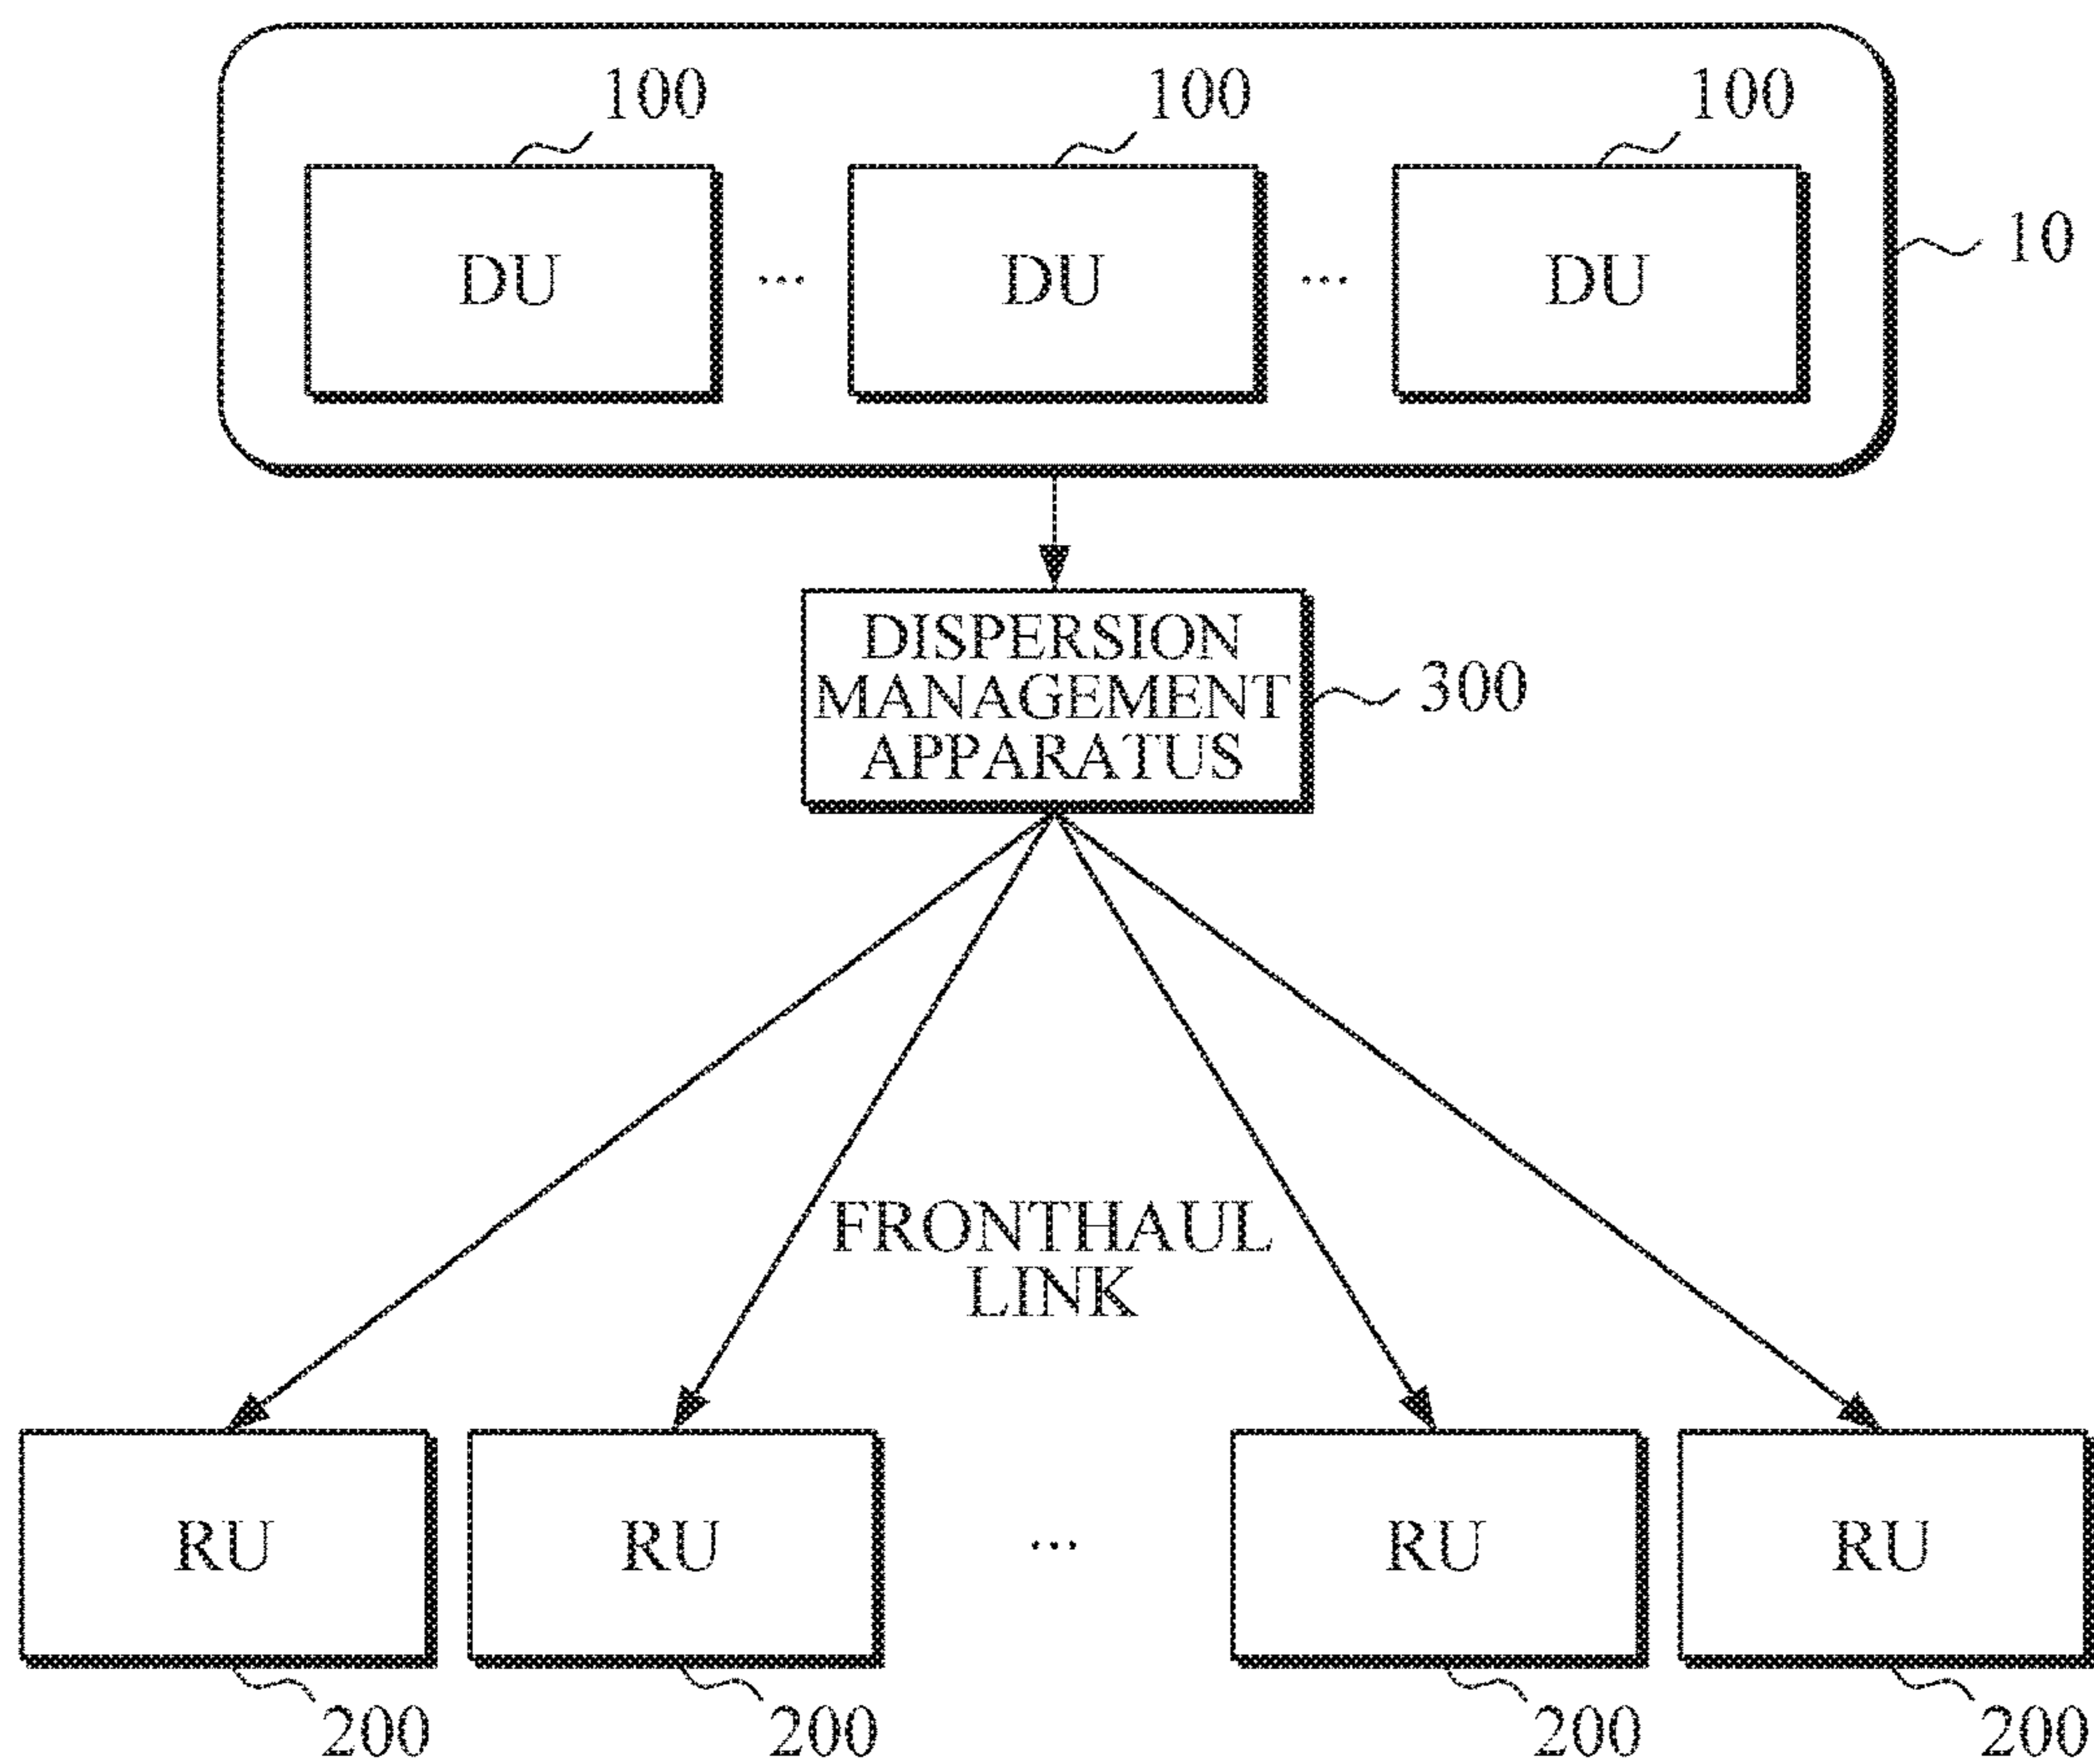 100 100 100
DU ... DU ... DU
10
DISPERSION
MANAGEMENT
APPARATUS
300
FRONTHAUL
LINK
RU RU ... RU RU
200 200 200 200